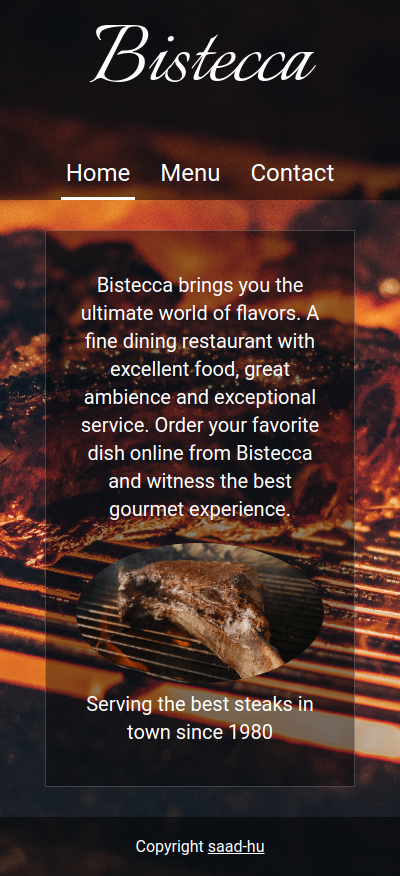 Bistecca
Home Menu Contact
Bistecca brings you the
ultimate world of flavors. A
fine dining restaurant with
excellent food, great
ambience and exceptional
service. Order your favorite
dish online from Bistecca
and witness the best
gourmet experience.
Serving the best steaks in
town since 1980
Copyright saad-hu